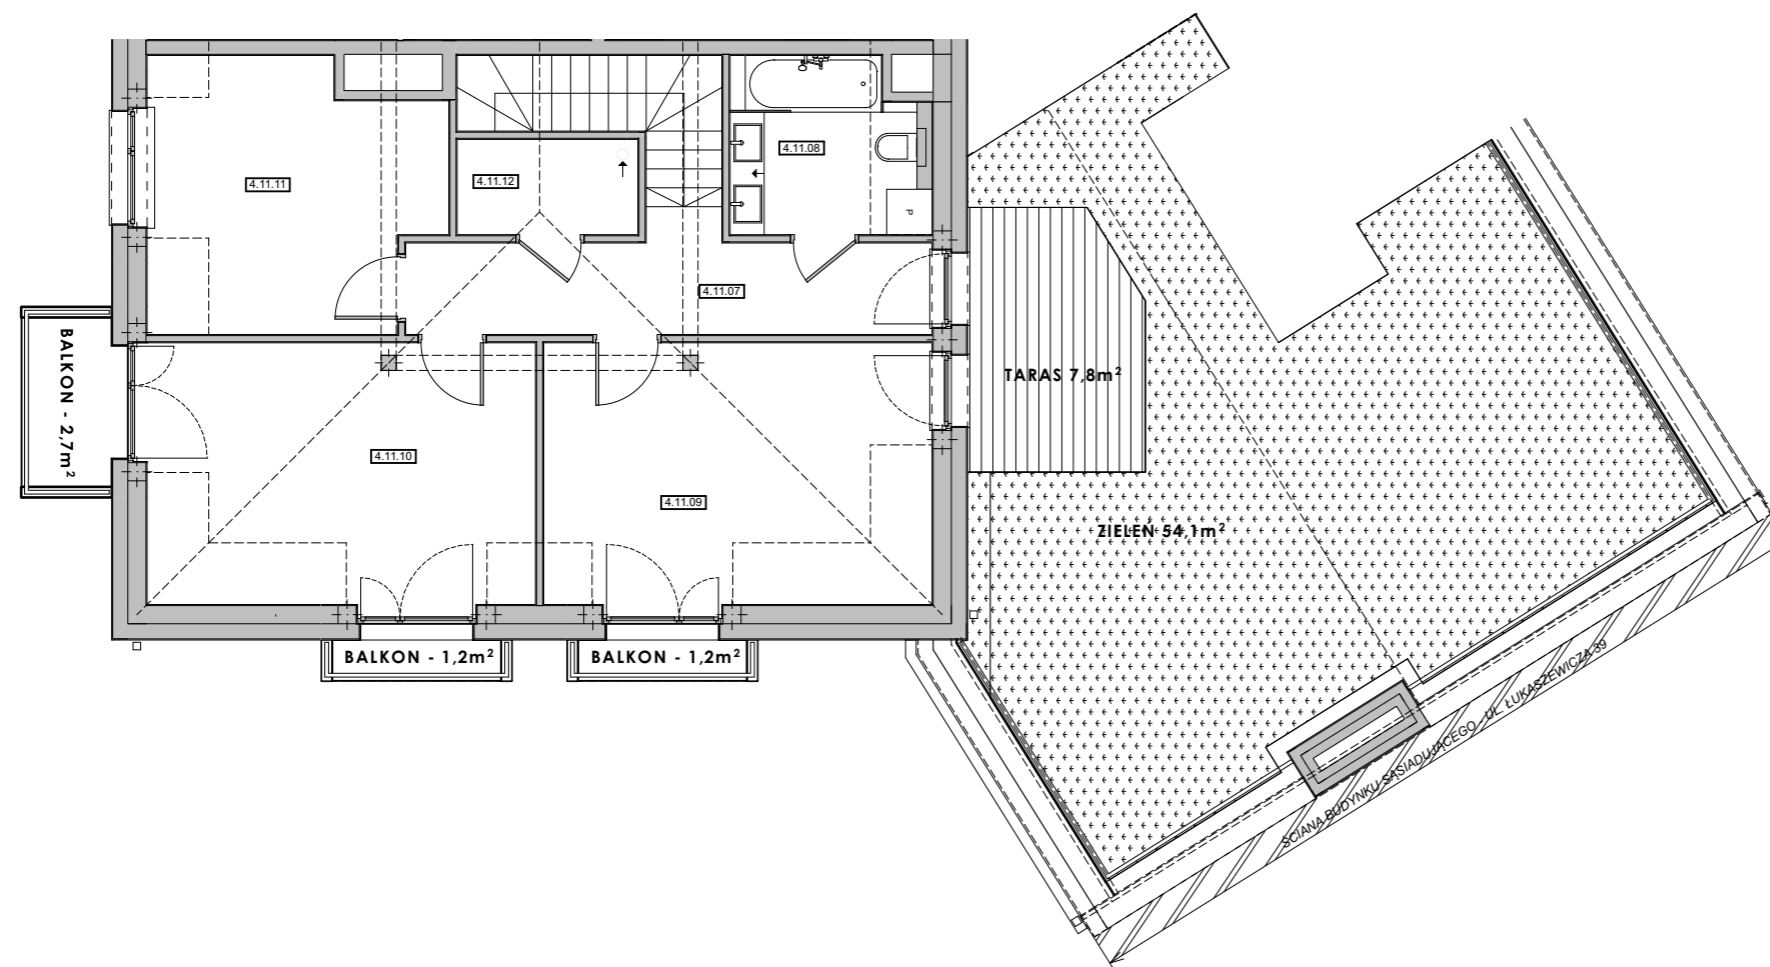 4.11.08
4.11.11
4.11.12
P
4.11.07
BALKON - 2,7m²
TARAS 7,8m²
4.11.10
4.11.09
ZIELEŃ 54,1m²
BALKON - 1,2m²
BALKON - 1,2m²
ŚCIANA BUDYNKU SĄSIADUJĄCEGO - UL. ŁUKASZEWICZA 39